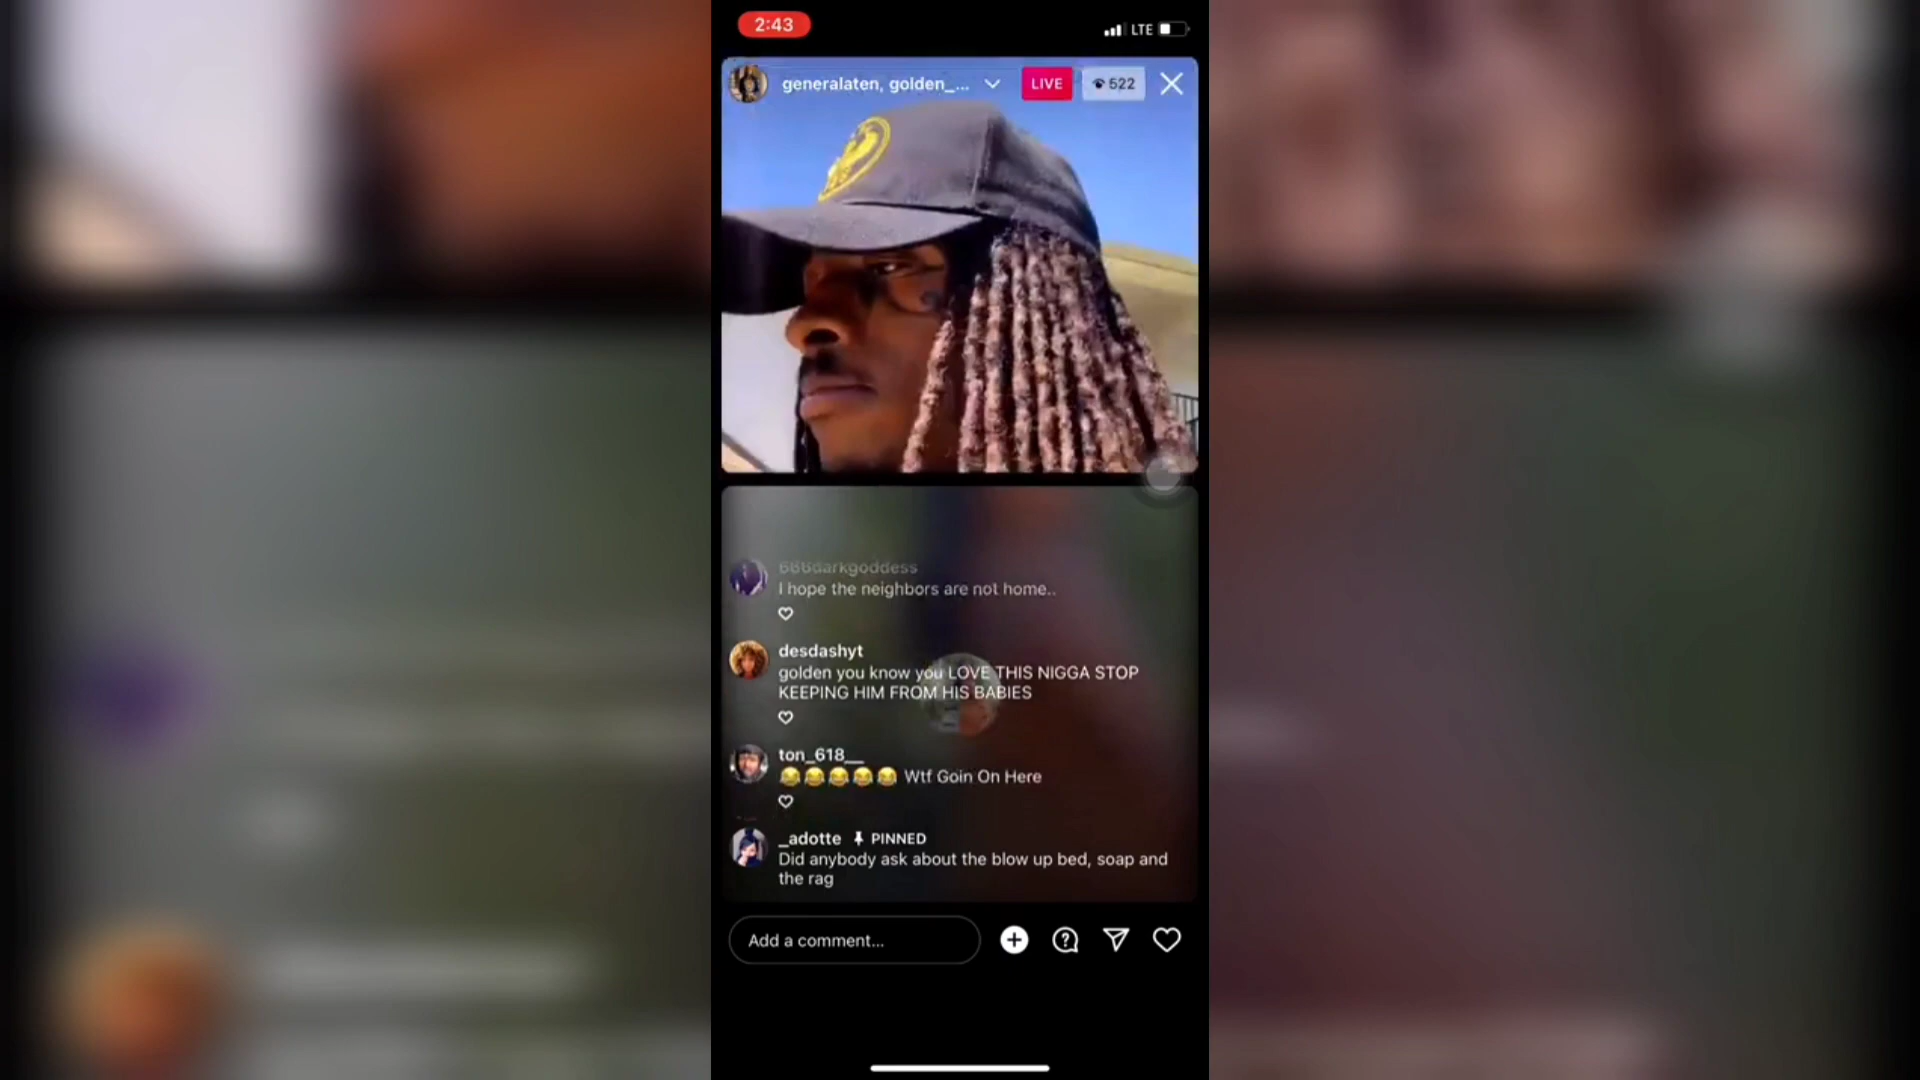 2:43
LTE
generalaten, golden_...
LIVE
522
666darkgoddess
I hope the neighbors are not home..
desdashyt
golden you know you LOVE THIS NIGGA STOP
KEEPING HIM FROM HIS BABIES
ton_618__
😂😂😂😂😂 Wtf Goin On Here
_adotte PINNED
Did anybody ask about the blow up bed, soap and
the rag
Add a comment...